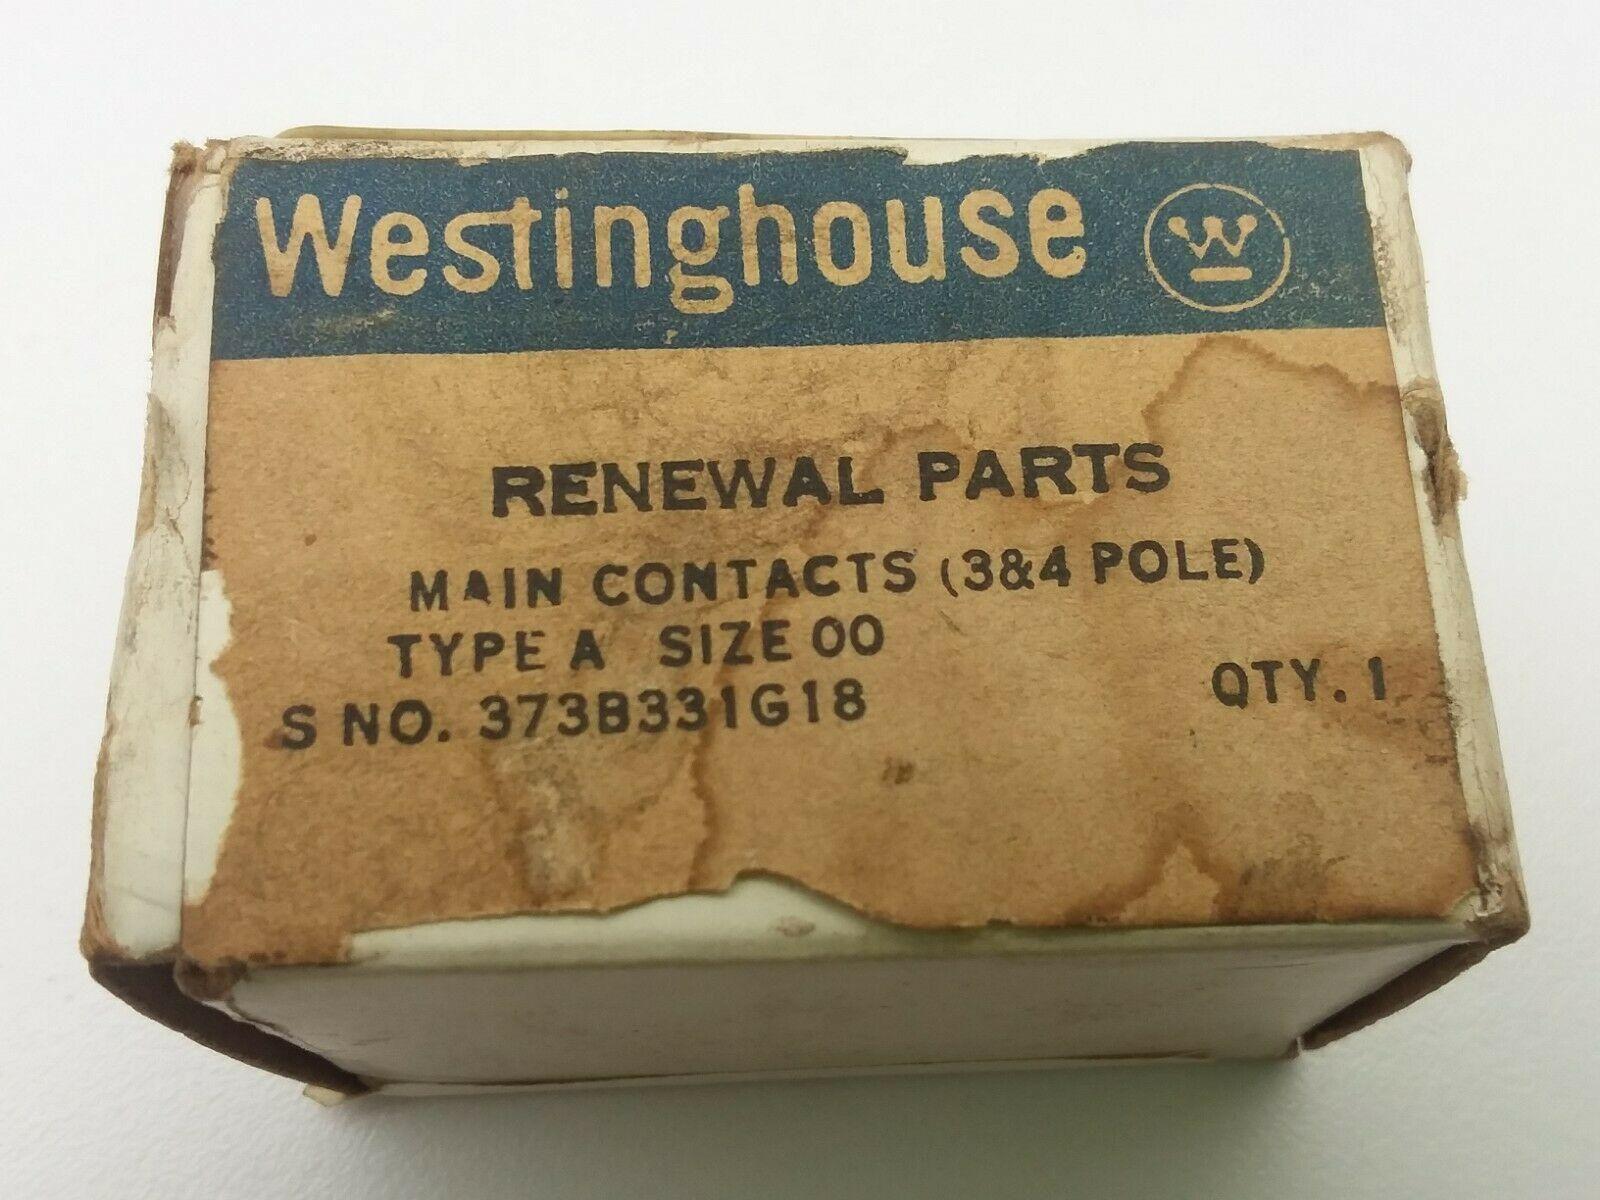 Westinghouse W
RENEWAL PARTS
MAIN CONTACTS (3&4 POLE)
TYPE A SIZE 00
S NO. 373B331G18 QTY. 1